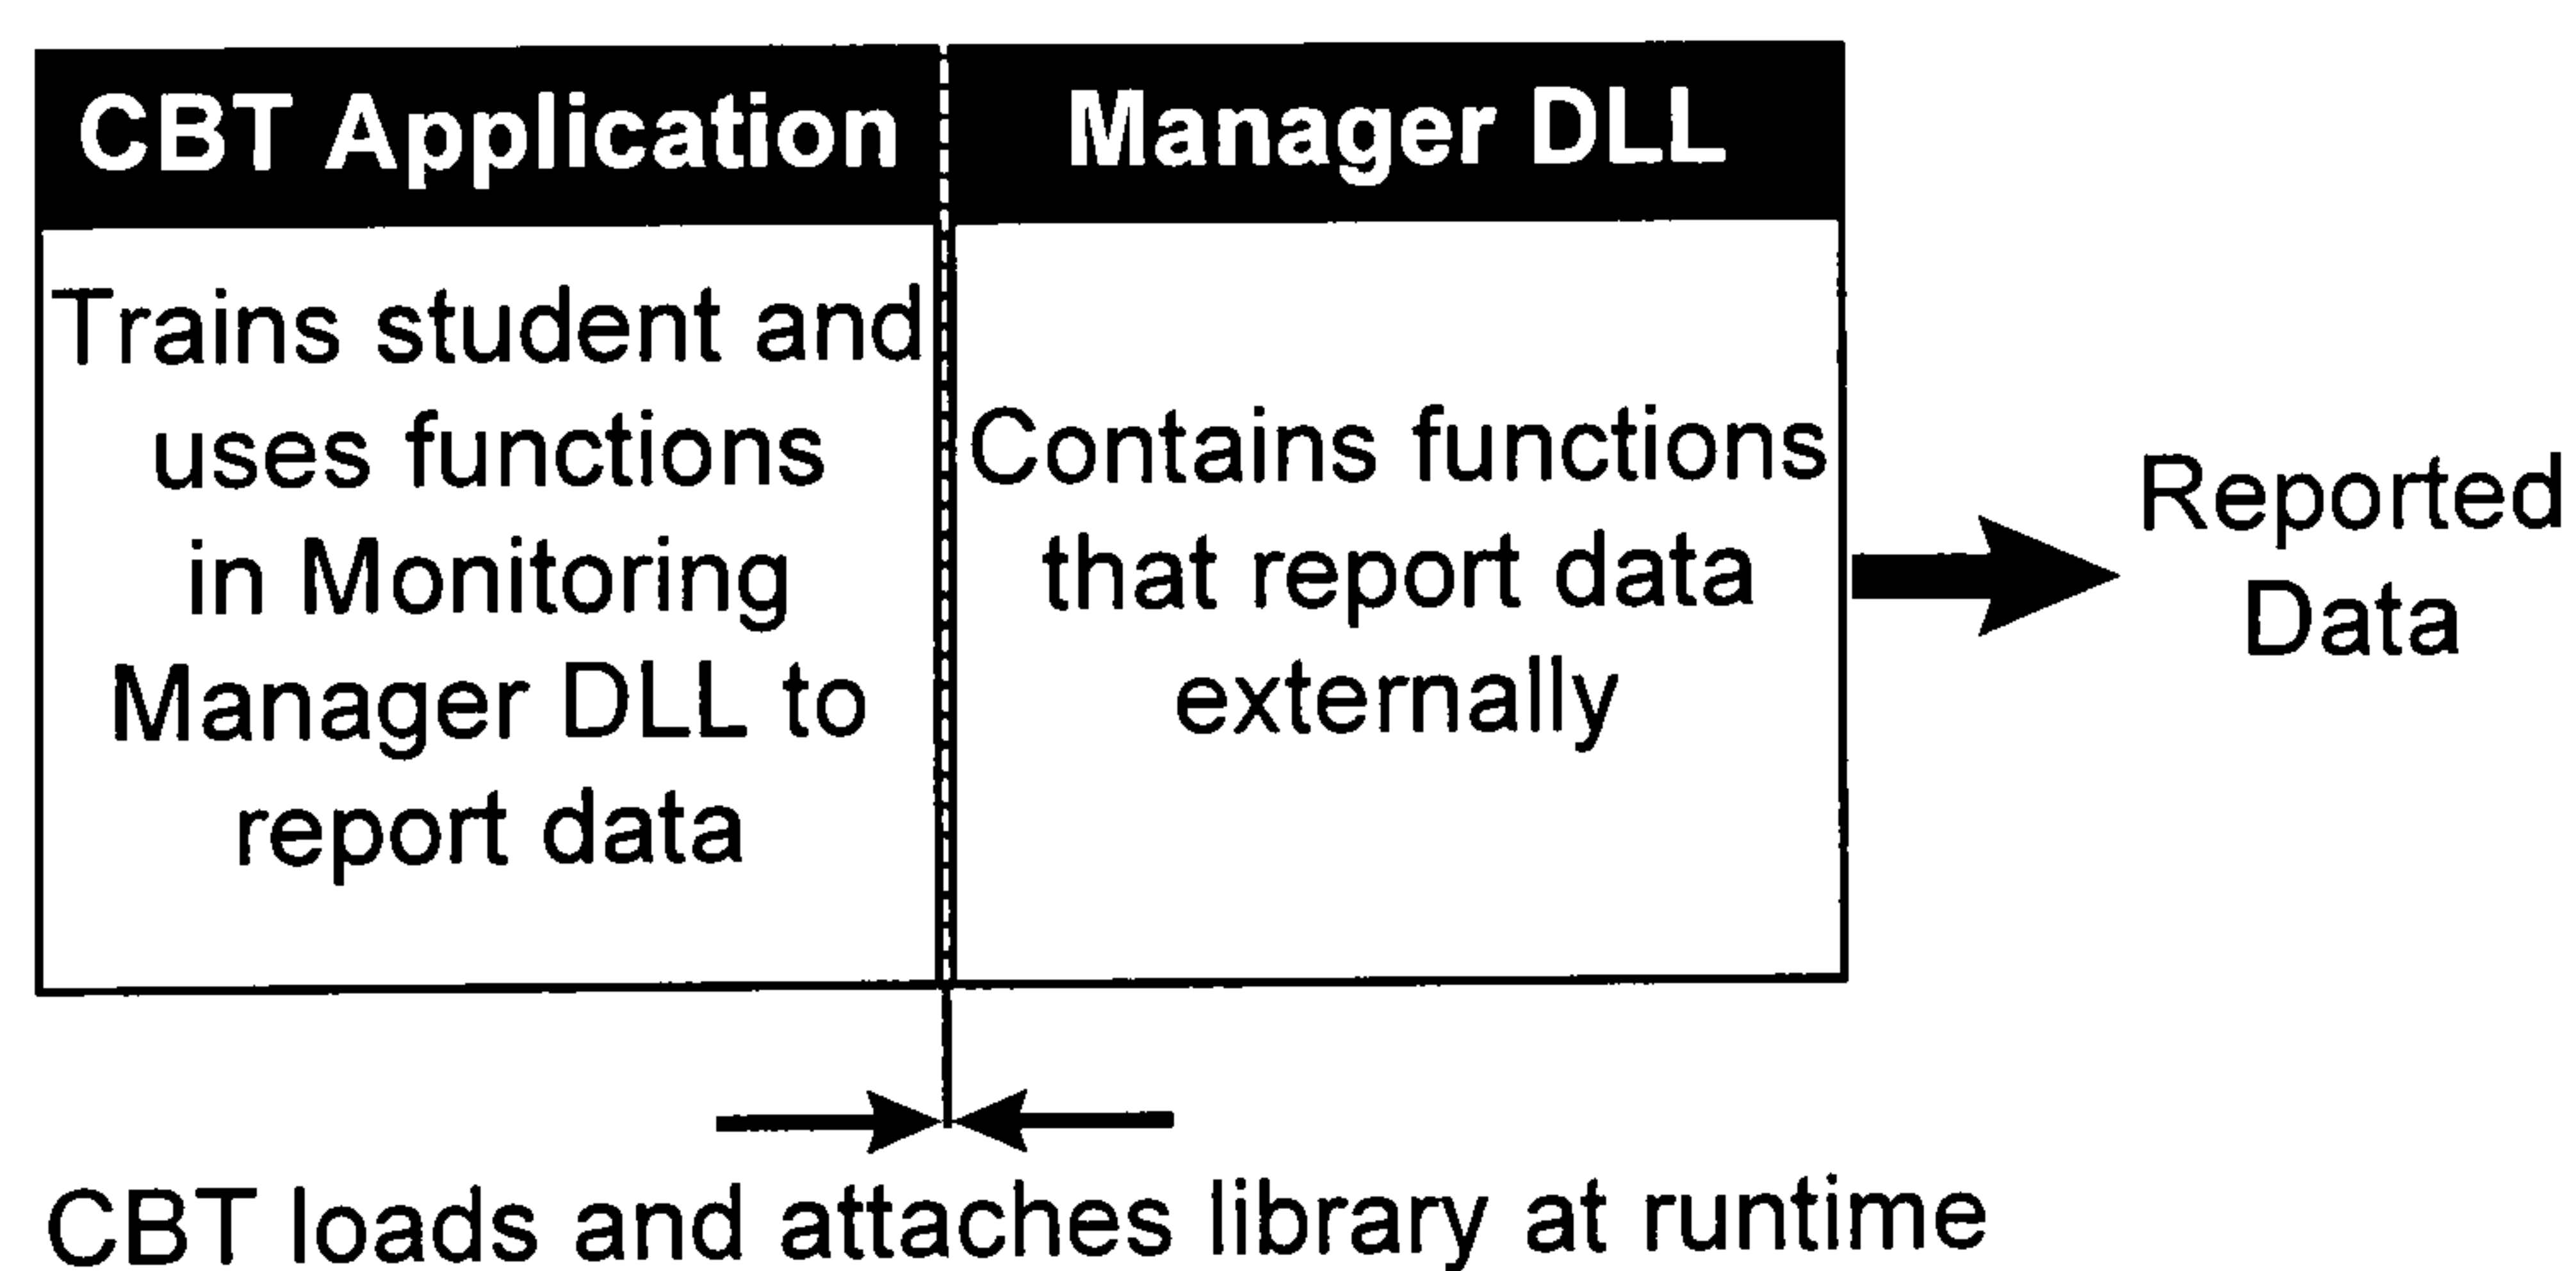 CBT Application
Manager DLL
Trains student and
uses functions
in Monitoring
Manager DLL to
report data
Contains functions
that report data
externally
Reported
Data
CBT loads and attaches library at runtime